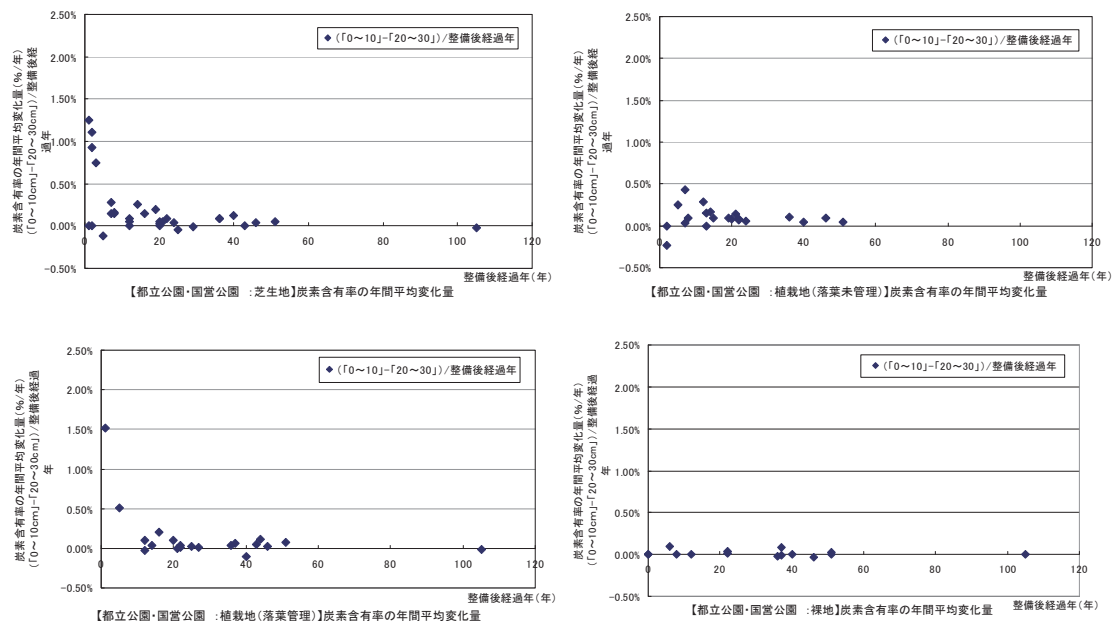 2.50%
2.00%
1.50%
1.00%
0.50%
0.00%
-0.50%
0 20 40 60 80 100 120
◆(「0～10」-「20～30」)/整備後経過年
炭素含有率の年間平均変化量(%/年)
(「0～10cm」-「20～30cm」)/整備後経
過年
整備後経過年(年)
【都立公園・国営公園 :芝生地】炭素含有率の年間平均変化量
2.50%
2.00%
1.50%
1.00%
0.50%
0.00%
-0.50%
0 20 40 60 80 100 120
◆(「0～10」-「20～30」)/整備後経過年
炭素含有率の年間平均変化量(%/年)
(「0～10cm」-「20～30cm」)/整備後経
過年
整備後経過年(年)
【都立公園・国営公園 :植栽地(落葉未管理)】炭素含有率の年間平均変化量
2.50%
2.00%
1.50%
1.00%
0.50%
0.00%
-0.50%
0 20 40 60 80 100 120
◆(「0～10」-「20～30」)/整備後経過年
炭素含有率の年間平均変化量(%/年)
(「0～10cm」-「20～30cm」)/整備後経過
年
整備後経過年(年)
【都立公園・国営公園 :植栽地(落葉管理)】炭素含有率の年間平均変化量
2.50%
2.00%
1.50%
1.00%
0.50%
0.00%
-0.50%
0 20 40 60 80 100 120
◆(「0～10」-「20～30」)/整備後経過年
炭素含有率の年間平均変化量(%/年)
(「0～10cm」-「20～30cm」)/整備後経過
年
整備後経過年(年)
【都立公園・国営公園 :裸地】炭素含有率の年間平均変化量